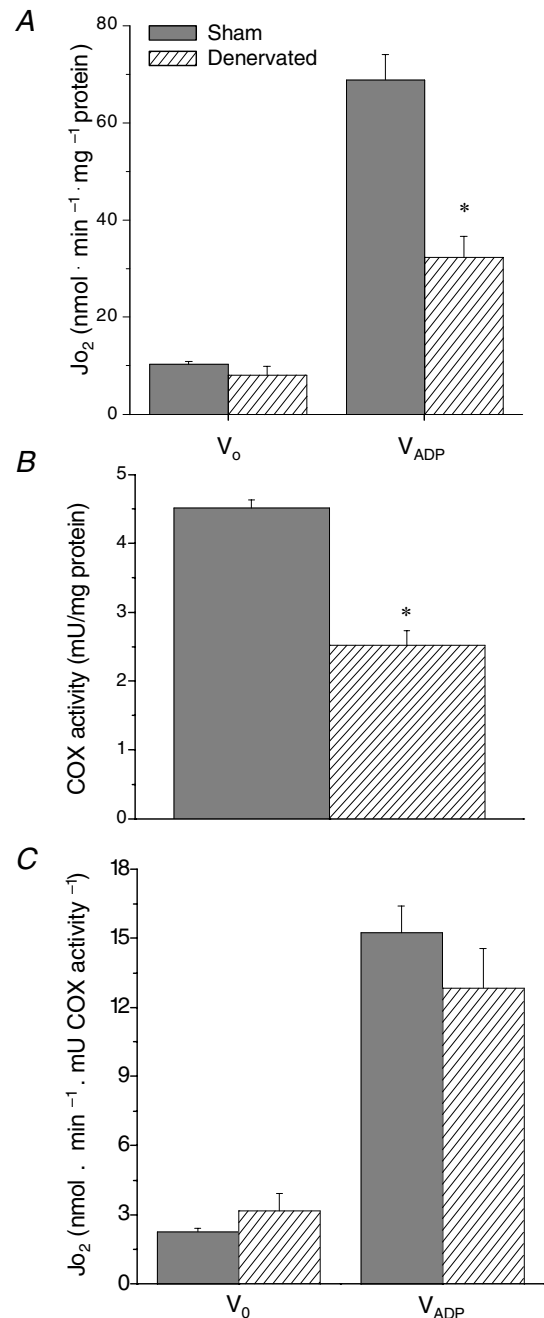 A
Sham
Denervated
Jo₂ (nmol · min⁻¹ · mg⁻¹ protein)
80
60
40
20
0
*
Vₒ
V_ADP
B
COX activity (mU/mg protein)
5
4
3
2
1
0
*
C
Jo₂ (nmol . min⁻¹ . mU COX activity ⁻¹)
18
15
12
9
6
3
0
V₀
V_ADP